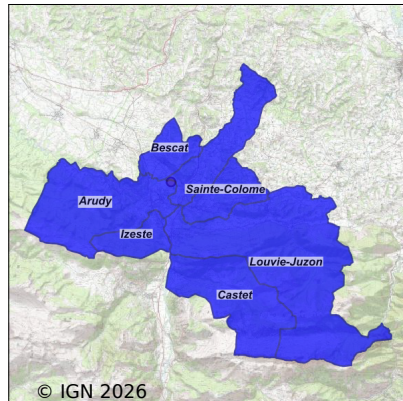 Bescat
Sainte-Colome
Arudy
Izeste
Louvie-Juzon
Castet
© IGN 2026